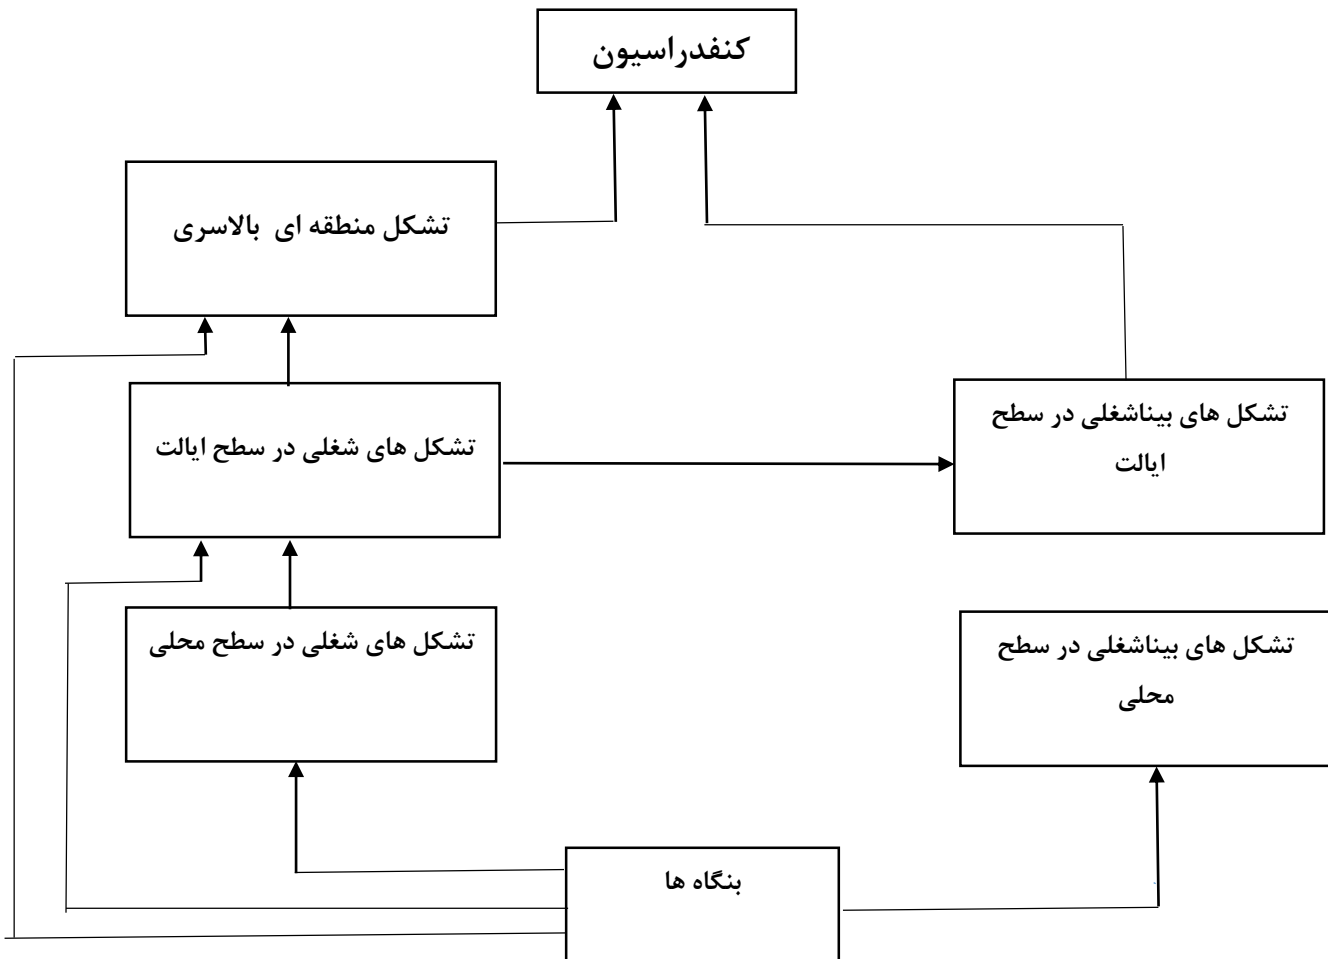 کنفدراسیون
تشکل منطقه ای بالاسری
تشکل های شغلی در سطح ایالت
تشکل های بیناشغلی در سطح
ایالت
تشکل های شغلی در سطح محلی
تشکل های بیناشغلی در سطح
محلی
بنگاه ها